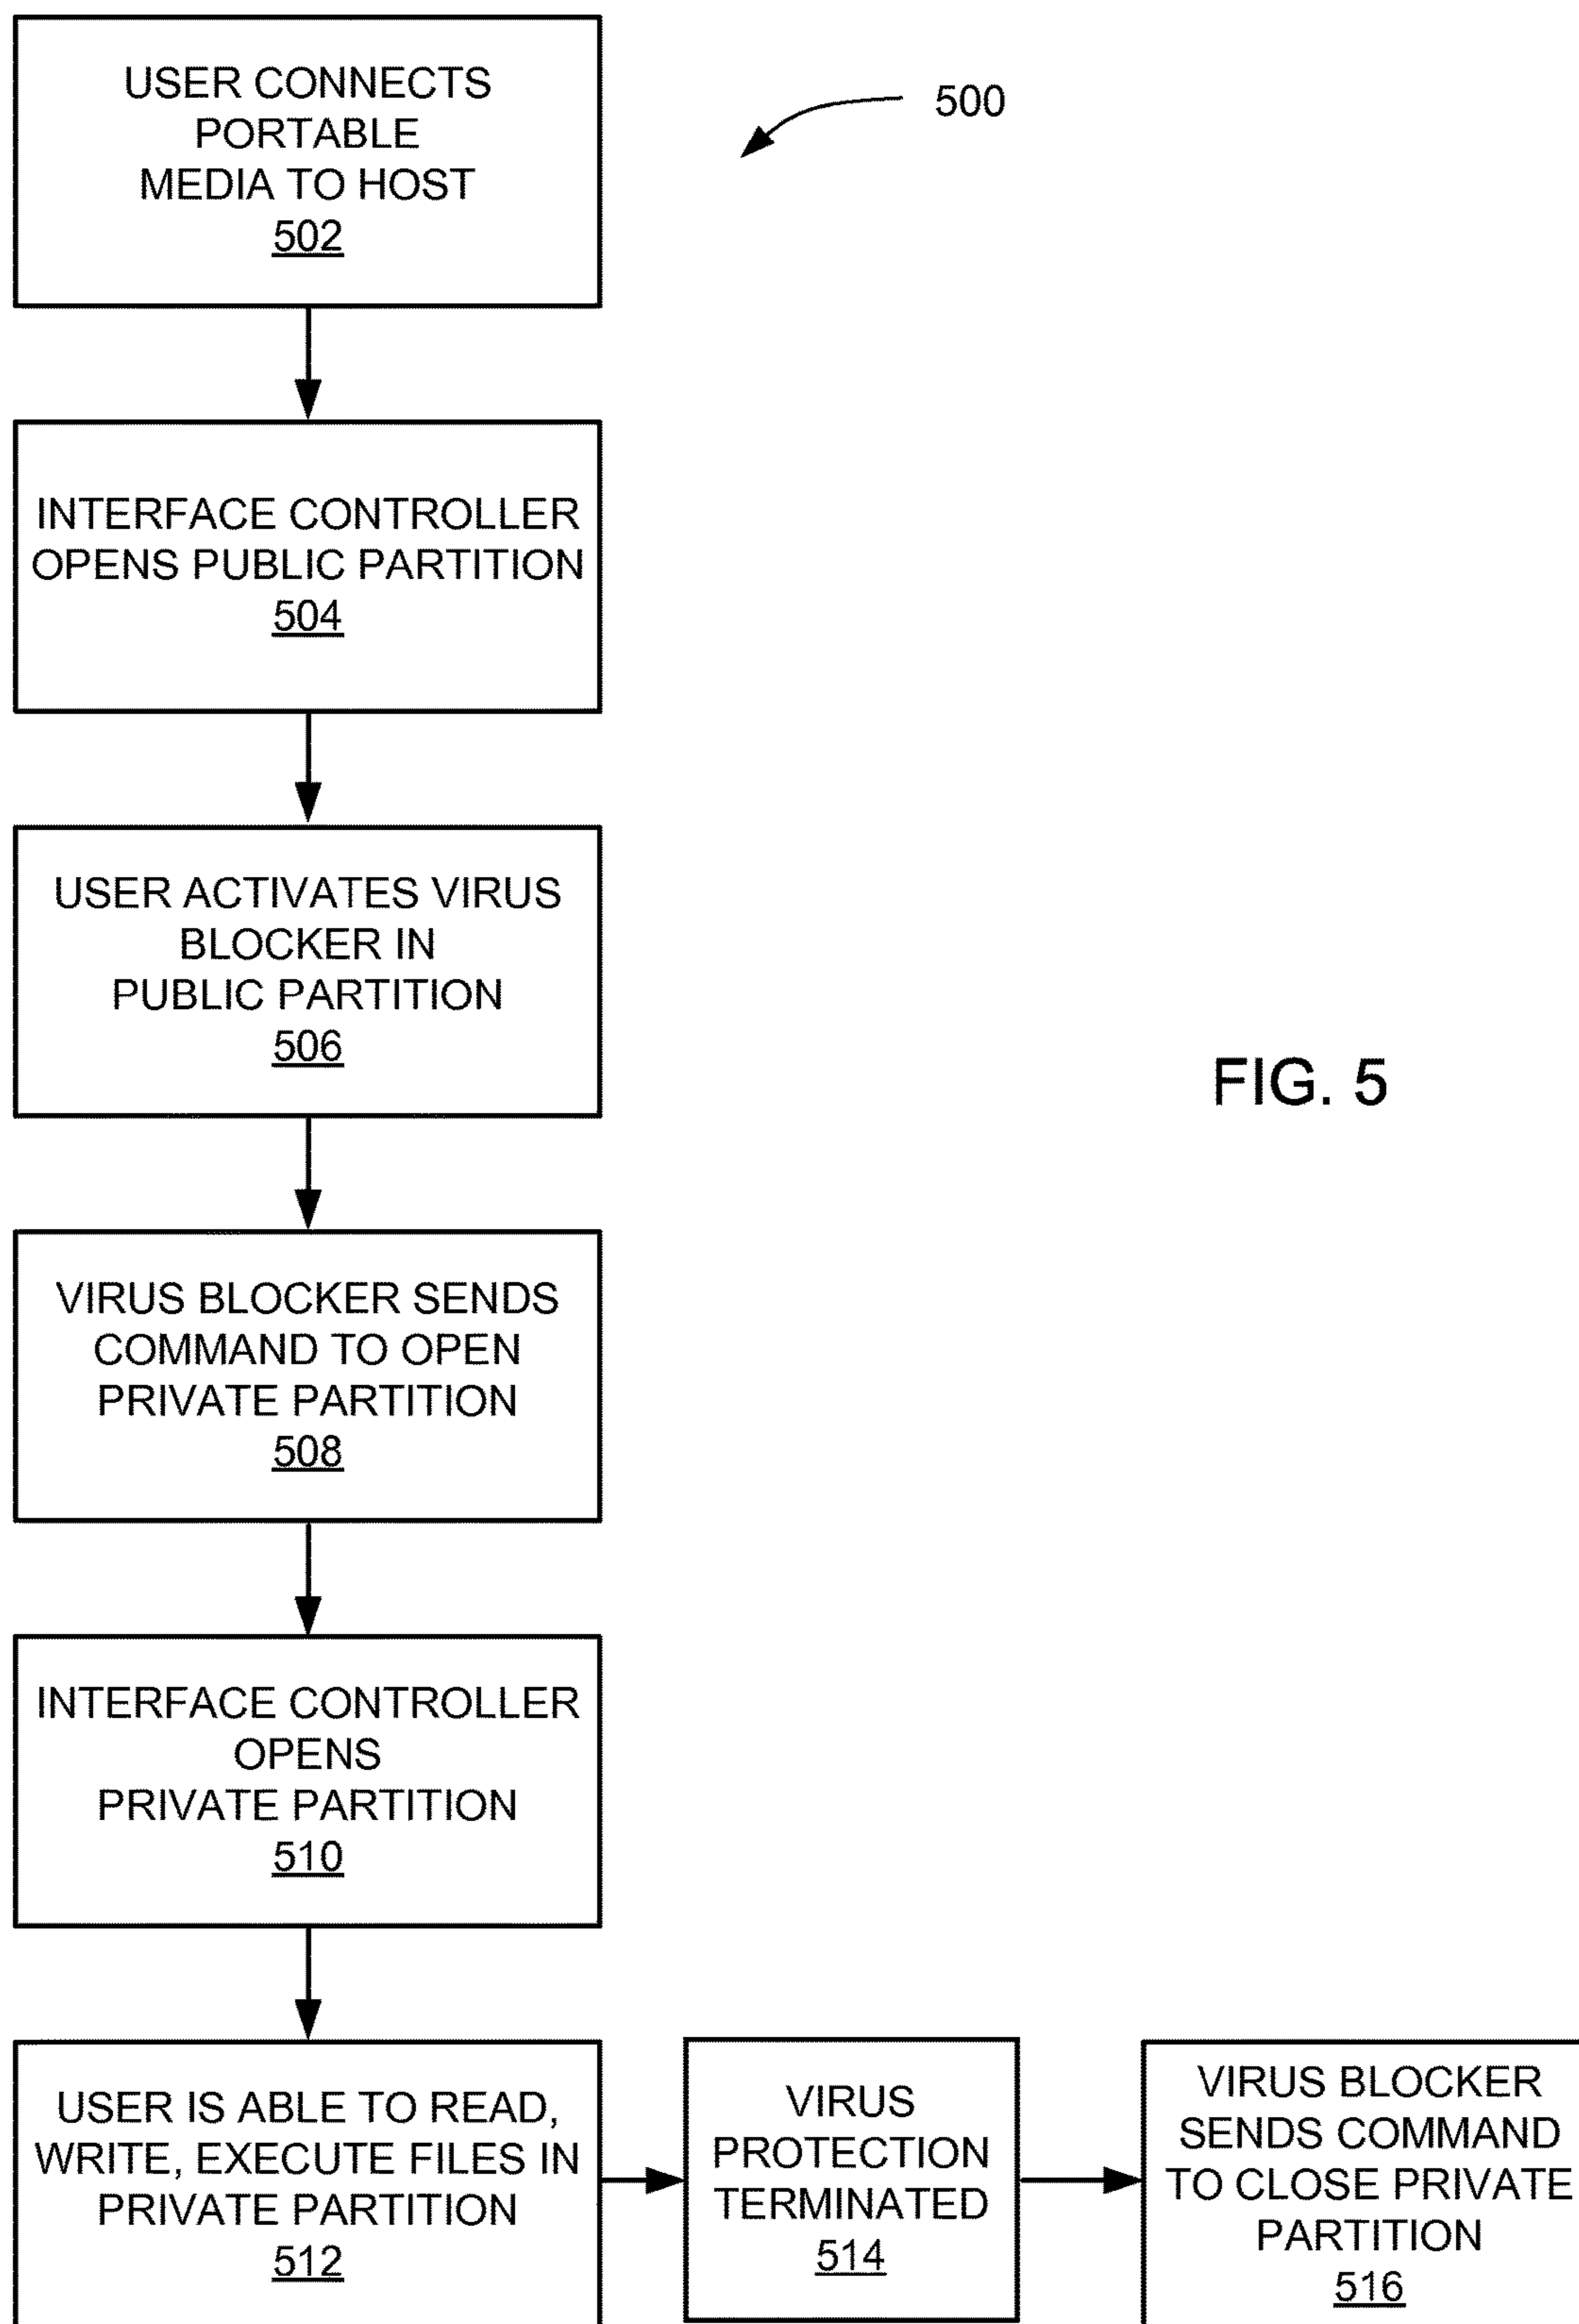 USER CONNECTS
PORTABLE
MEDIA TO HOST
502
500
INTERFACE CONTROLLER
OPENS PUBLIC PARTITION
504
USER ACTIVATES VIRUS
BLOCKER IN
PUBLIC PARTITION
506
FIG. 5
VIRUS BLOCKER SENDS
COMMAND TO OPEN
PRIVATE PARTITION
508
INTERFACE CONTROLLER
OPENS
PRIVATE PARTITION
510
USER IS ABLE TO READ,
WRITE, EXECUTE FILES IN
PRIVATE PARTITION
512
VIRUS
PROTECTION
TERMINATED
514
VIRUS BLOCKER
SENDS COMMAND
TO CLOSE PRIVATE
PARTITION
516